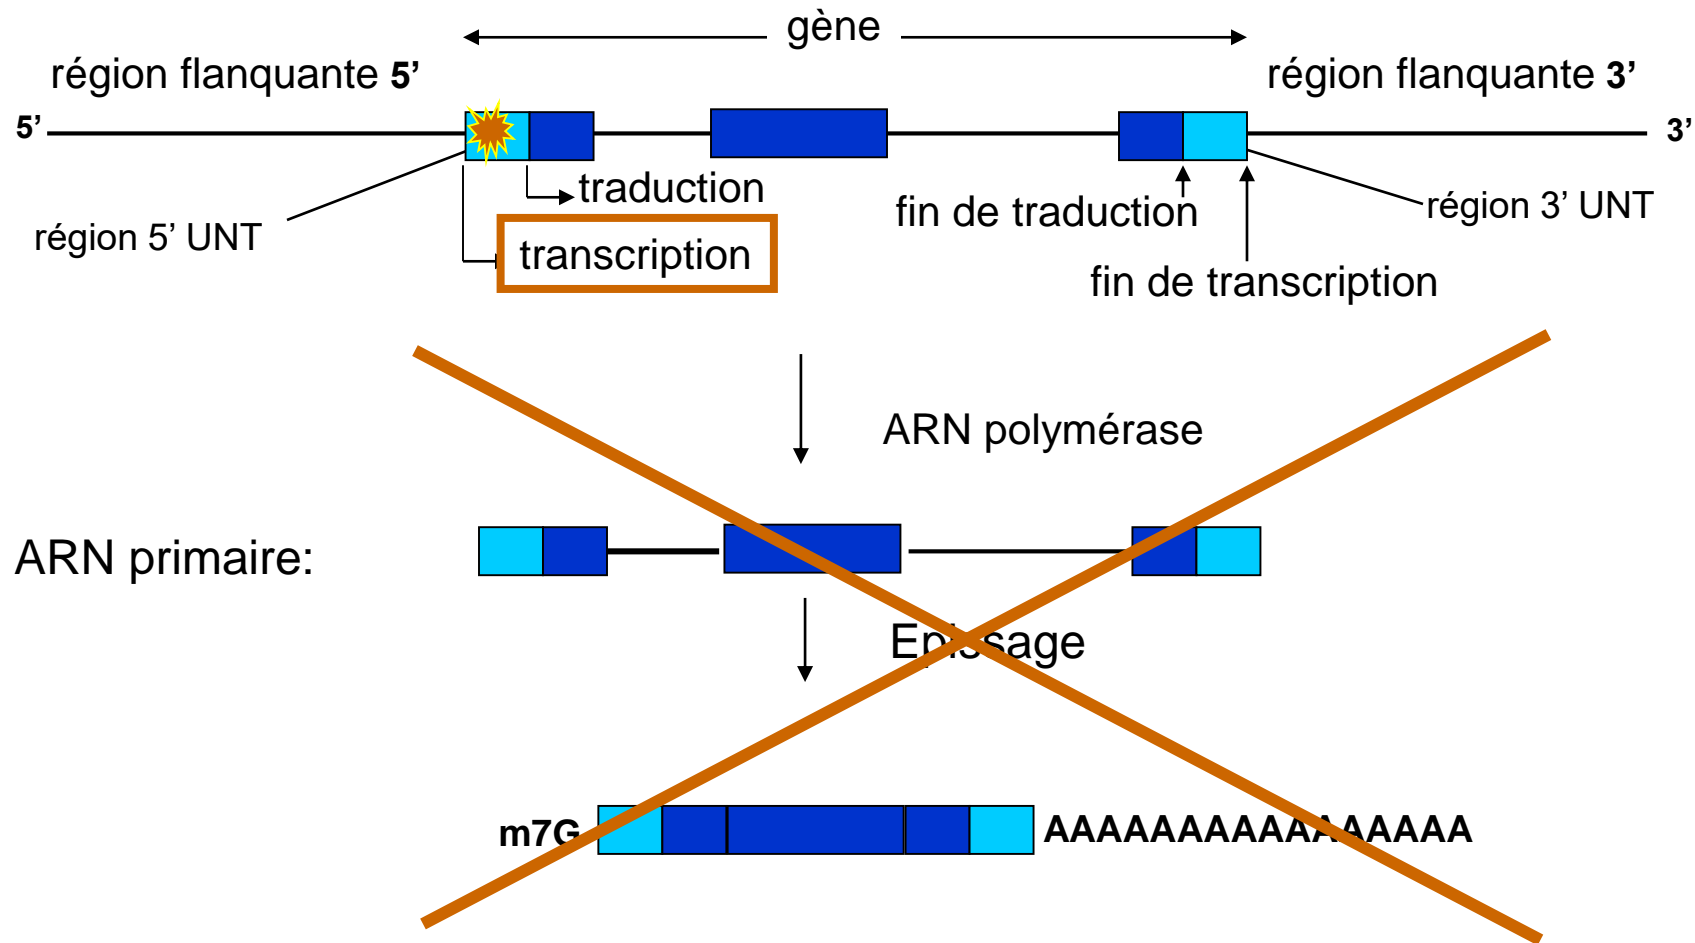 gène
région flanquante 5’
région flanquante 3’
5’
3’
traduction
fin de traduction
région 3’ UNT
région 5’ UNT
transcription
fin de transcription
ARN polymérase
ARN primaire:
Epissage
m7G
AAAAAAAAAAAAAAAA